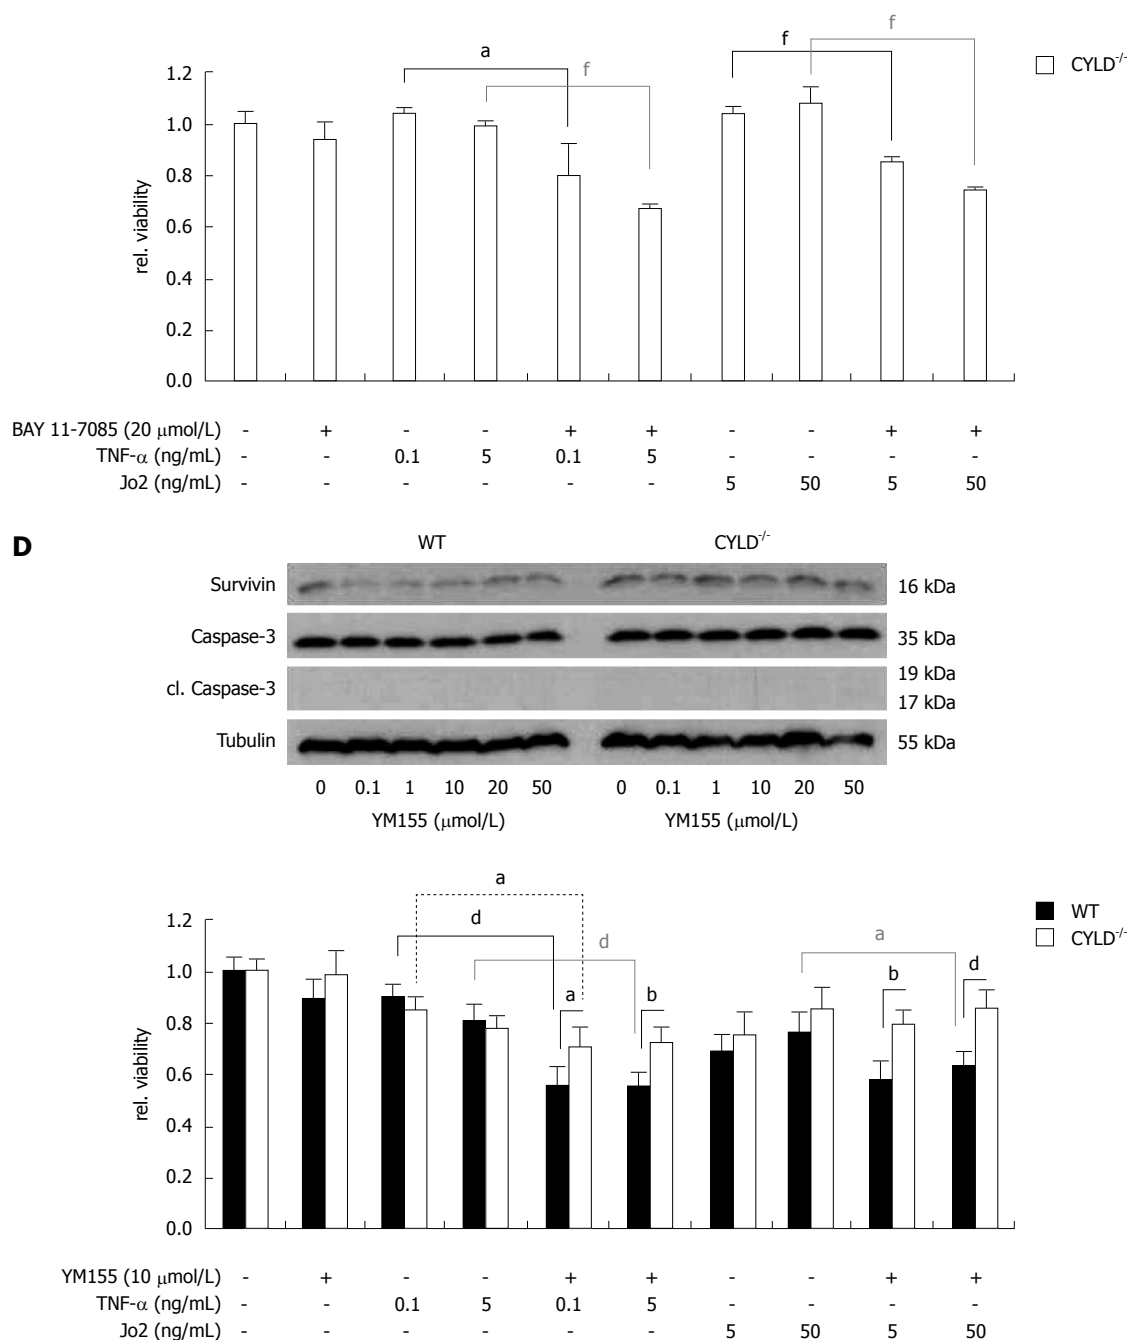 a
f
f
f
CYLD-/-
1.2
1.0
0.8
0.6
0.4
0.2
0.0
rel. viability
BAY 11-7085 (20 μmol/L) - + - - + + - - + +
TNF-α (ng/mL) - - 0.1 5 0.1 5 - - - -
Jo2 (ng/mL) - - - - - - 5 50 5 50
D
WT CYLD-/-
Survivin 16 kDa
Caspase-3 35 kDa
cl. Caspase-3 19 kDa
17 kDa
Tubulin 55 kDa
0 0.1 1 10 20 50 0 0.1 1 10 20 50
YM155 (μmol/L) YM155 (μmol/L)
a
d
d
a
b
a
b
d
WT
CYLD-/-
1.2
1.0
0.8
0.6
0.4
0.2
0.0
rel. viability
YM155 (10 μmol/L) - + - - + + - - + +
TNF-α (ng/mL) - - 0.1 5 0.1 5 - - - -
Jo2 (ng/mL) - - - - - - 5 50 5 50